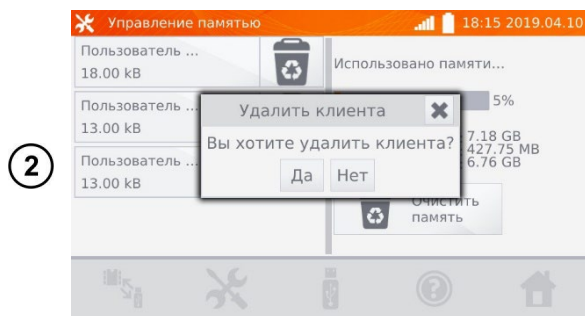 Управление памятью
18:15 2019.04.10
Пользователь ...
18.00 kB
Использовано памяти...
Пользователь ...
13.00 kB
5%
Удалить клиента
Вы хотите удалить клиента?
Да
Нет
7.18 GB
427.75 MB
6.76 GB
2
Пользователь ...
13.00 kB
Очистить
память